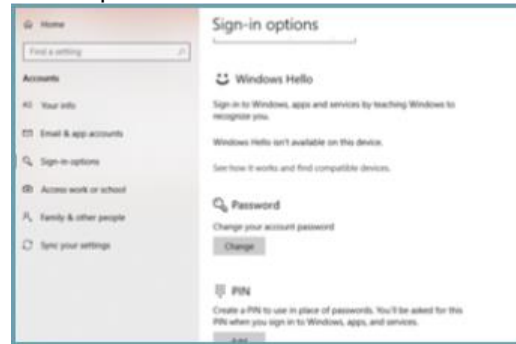 Home
Find a setting
Accounts
Your info
Email & app accounts
Sign-in options
Access work or school
Family & other people
Sync your settings
Sign-in options
Windows Hello
Sign in to Windows, apps and services by teaching Windows to
recognize you.
Windows Hello isn't available on this device.
See how it works and find compatible devices.
Password
Change your account password
Change
PIN
Create a PIN to use in place of passwords. You'll be asked for this
PIN when you sign in to Windows, apps, and services.